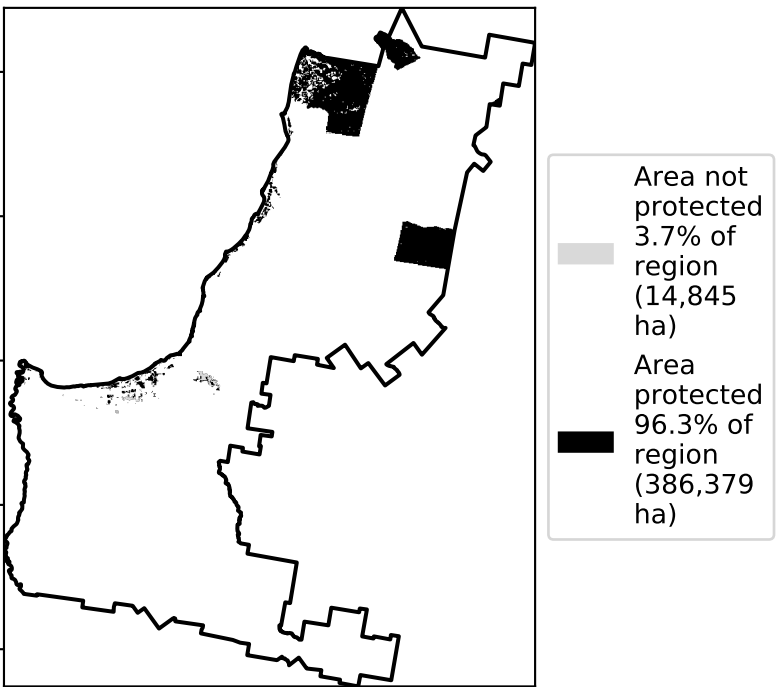 Area not
protected
3.7% of
region
(14,845
ha)
Area
protected
96.3% of
region
(386,379
ha)